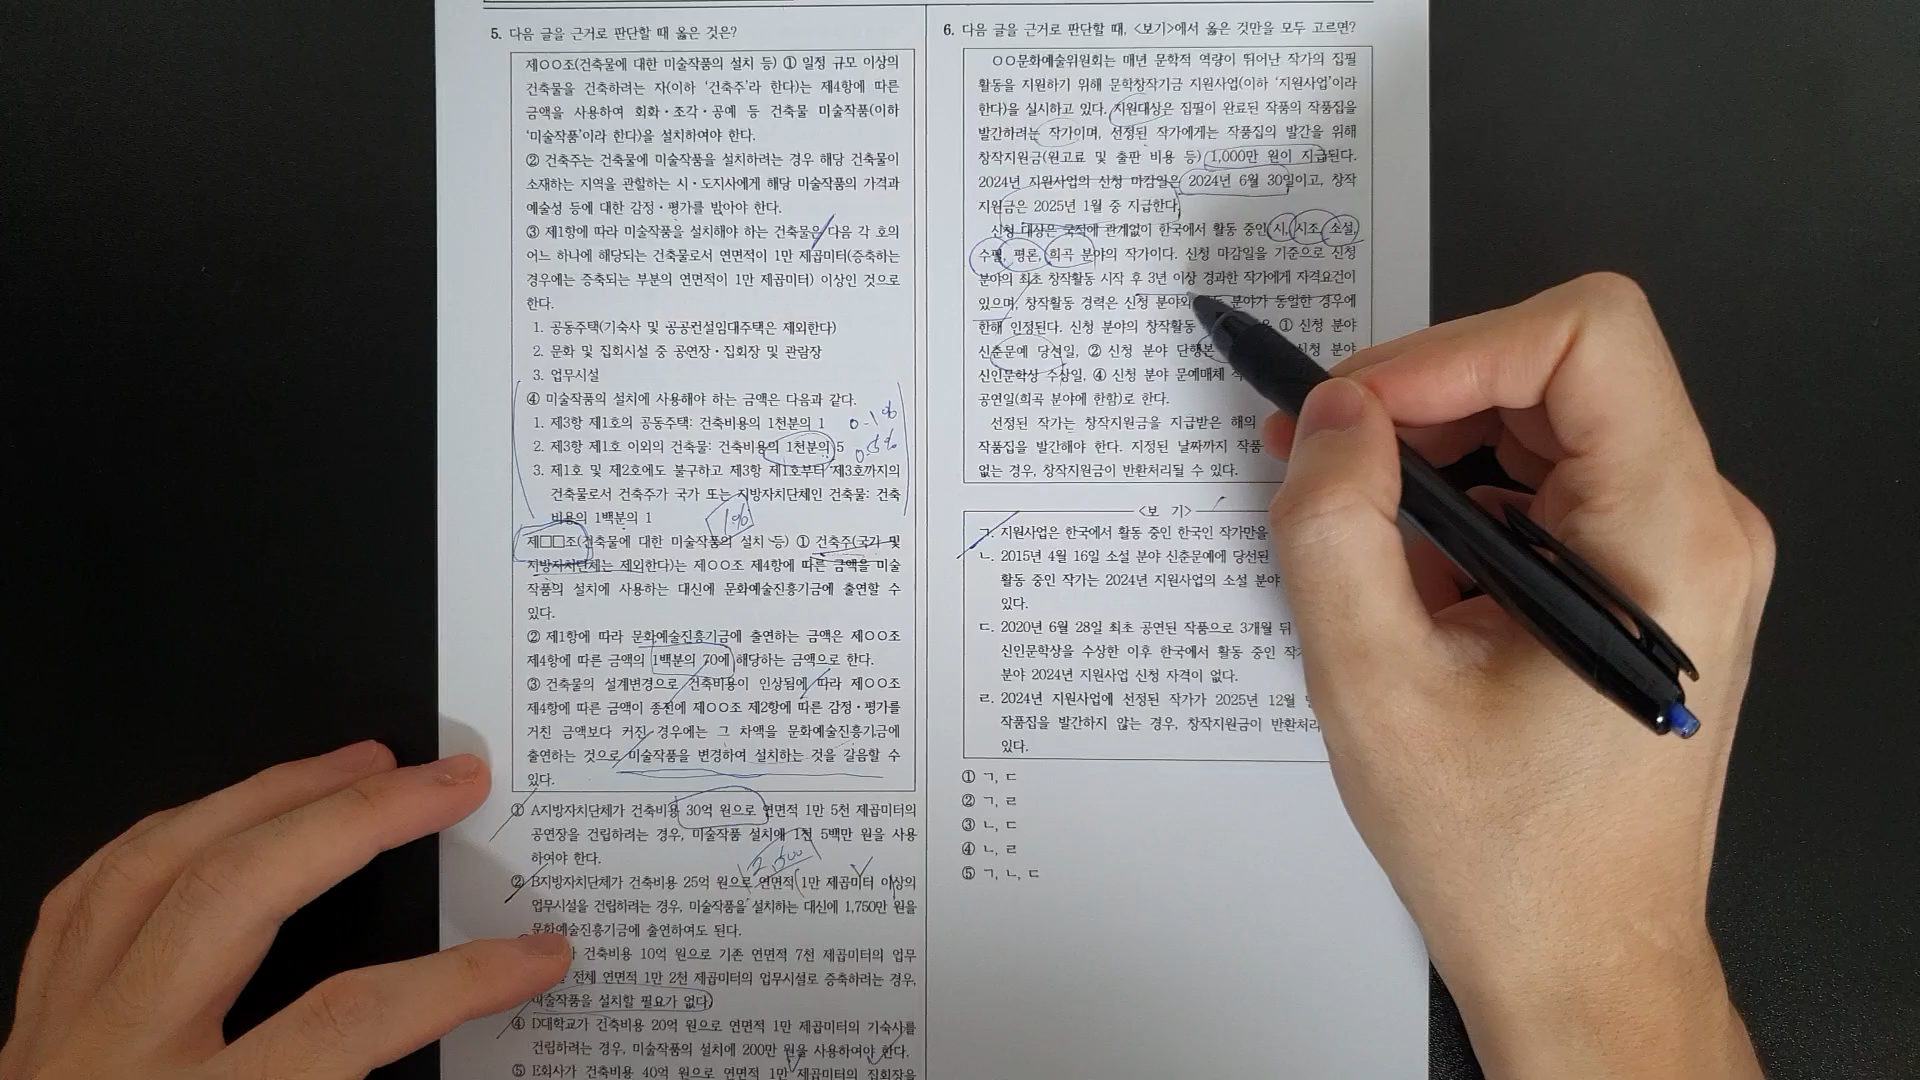 5. 다음 글을 근거로 판단할 때 옳은 것은?
제○○조(건축물에 대한 미술작품의 설치 등) ① 일정 규모 이상의
건축물을 건축하려는 자(이하 ‘건축주’라 한다)는 제4항에 따른
금액을 사용하여 회화·조각·공예 등 건축물 미술작품(이하
‘미술작품’이라 한다)을 설치하여야 한다.
② 건축주는 건축물에 미술작품을 설치하려는 경우 해당 건축물이
소재하는 지역을 관할하는 시·도지사에게 해당 미술작품의 가격과
예술성 등에 대한 감정·평가를 받아야 한다.
③ 제1항에 따라 미술작품을 설치해야 하는 건축물은 다음 각 호의
어느 하나에 해당되는 건축물로서 연면적이 1만 제곱미터(증축하는
경우에는 증축되는 부분의 연면적이 1만 제곱미터) 이상인 것으로
한다.
1. 공동주택(기숙사 및 공공건설임대주택은 제외한다)
2. 문화 및 집회시설 중 공연장·집회장 및 관람장
3. 업무시설
④ 미술작품의 설치에 사용해야 하는 금액은 다음과 같다.
1. 제3항 제1호의 공동주택: 건축비용의 1천분의 1 0.1%
2. 제3항 제1호 이외의 건축물: 건축비용의 1천분의 5 0.5%
3. 제1호 및 제2호에도 불구하고 제3항 제1호부터 제3호까지의
건축물로서 건축주가 국가 또는 지방자치단체인 건축물: 건축
비용의 1백분의 1 1%
제□□조(건축물에 대한 미술작품의 설치 등) ① 건축주(국가 및
지방자치단체는 제외한다)는 제○○조 제4항에 따른 금액을 미술
작품의 설치에 사용하는 대신에 문화예술진흥기금에 출연할 수
있다.
② 제1항에 따라 문화예술진흥기금에 출연하는 금액은 제○○조
제4항에 따른 금액의 1백분의 70에 해당하는 금액으로 한다.
③ 건축물의 설계변경으로 건축비용이 인상됨에 따라 제○○조
제4항에 따른 금액이 종전에 제○○조 제2항에 따른 감정·평가를
거친 금액보다 커진 경우에는 그 차액을 문화예술진흥기금에
출연하는 것으로 미술작품을 변경하여 설치하는 것을 갈음할 수
있다.
① A지방자치단체가 건축비용 30억 원으로 연면적 1만 5천 제곱미터의
공연장을 건립하려는 경우, 미술작품 설치에 1천 5백만 원을 사용
하여야 한다.
② B지방자치단체가 건축비용 25억 원으로 연면적 1만 제곱미터 이상의
업무시설을 건립하려는 경우, 미술작품을 설치하는 대신에 1,750만 원을
문화예술진흥기금에 출연하여도 된다.
건축비용 10억 원으로 기존 연면적 7천 제곱미터의 업무
전체 연면적 1만 2천 제곱미터의 업무시설로 증축하려는 경우,
미술작품을 설치할 필요가 없다.
④ D대학교가 건축비용 20억 원으로 연면적 1만 제곱미터의 기숙사를
건립하려는 경우, 미술작품의 설치에 200만 원을 사용하여야 한다.
⑤ E회사가 건축비용 40억 원으로 연면적 1만 제곱미터의 집회장을
6. 다음 글을 근거로 판단할 때, <보기>에서 옳은 것만을 모두 고르면?
○○문화예술위원회는 매년 문학적 역량이 뛰어난 작가의 집필
활동을 지원하기 위해 문학창작기금 지원사업(이하 ‘지원사업’이라
한다)을 실시하고 있다. 지원대상은 집필이 완료된 작품의 작품집을
발간하려는 작가이며, 선정된 작가에게는 작품집의 발간을 위해
창작지원금(원고료 및 출판 비용 등) 1,000만 원이 지급된다.
2024년 지원사업의 신청 마감일은 2024년 6월 30일이고, 창작
지원금은 2025년 1월 중 지급한다.
신청 대상은 국적에 관계없이 한국에서 활동 중인 시, 시조, 소설,
수필, 평론, 희곡 분야의 작가이다. 신청 마감일을 기준으로 신청
분야의 최초 창작활동 시작 후 3년 이상 경과한 작가에게 자격요건이
있으며, 창작활동 경력은 신청 분야와 분야가 동일한 경우에
한해 인정된다. 신청 분야의 창작활동 ① 신청 분야
신춘문예 당선일, ② 신청 분야 단행본 신청 분야
신인문학상 수상일, ④ 신청 분야 문예매체
공연일(희곡 분야에 한함)로 한다.
선정된 작가는 창작지원금을 지급받은 해의
작품집을 발간해야 한다. 지정된 날짜까지 작품
없는 경우, 창작지원금이 반환처리될 수 있다.
<보 기>
ㄱ. 지원사업은 한국에서 활동 중인 한국인 작가만을
ㄴ. 2015년 4월 16일 소설 분야 신춘문예에 당선된
활동 중인 작가는 2024년 지원사업의 소설 분야
있다.
ㄷ. 2020년 6월 28일 최초 공연된 작품으로 3개월 뒤
신인문학상을 수상한 이후 한국에서 활동 중인
분야 2024년 지원사업 신청 자격이 없다.
ㄹ. 2024년 지원사업에 선정된 작가가 2025년 12월
작품집을 발간하지 않는 경우, 창작지원금이
있다.
① ㄱ, ㄷ
② ㄱ, ㄹ
③ ㄴ, ㄷ
④ ㄴ, ㄹ
⑤ ㄱ, ㄴ, ㄷ